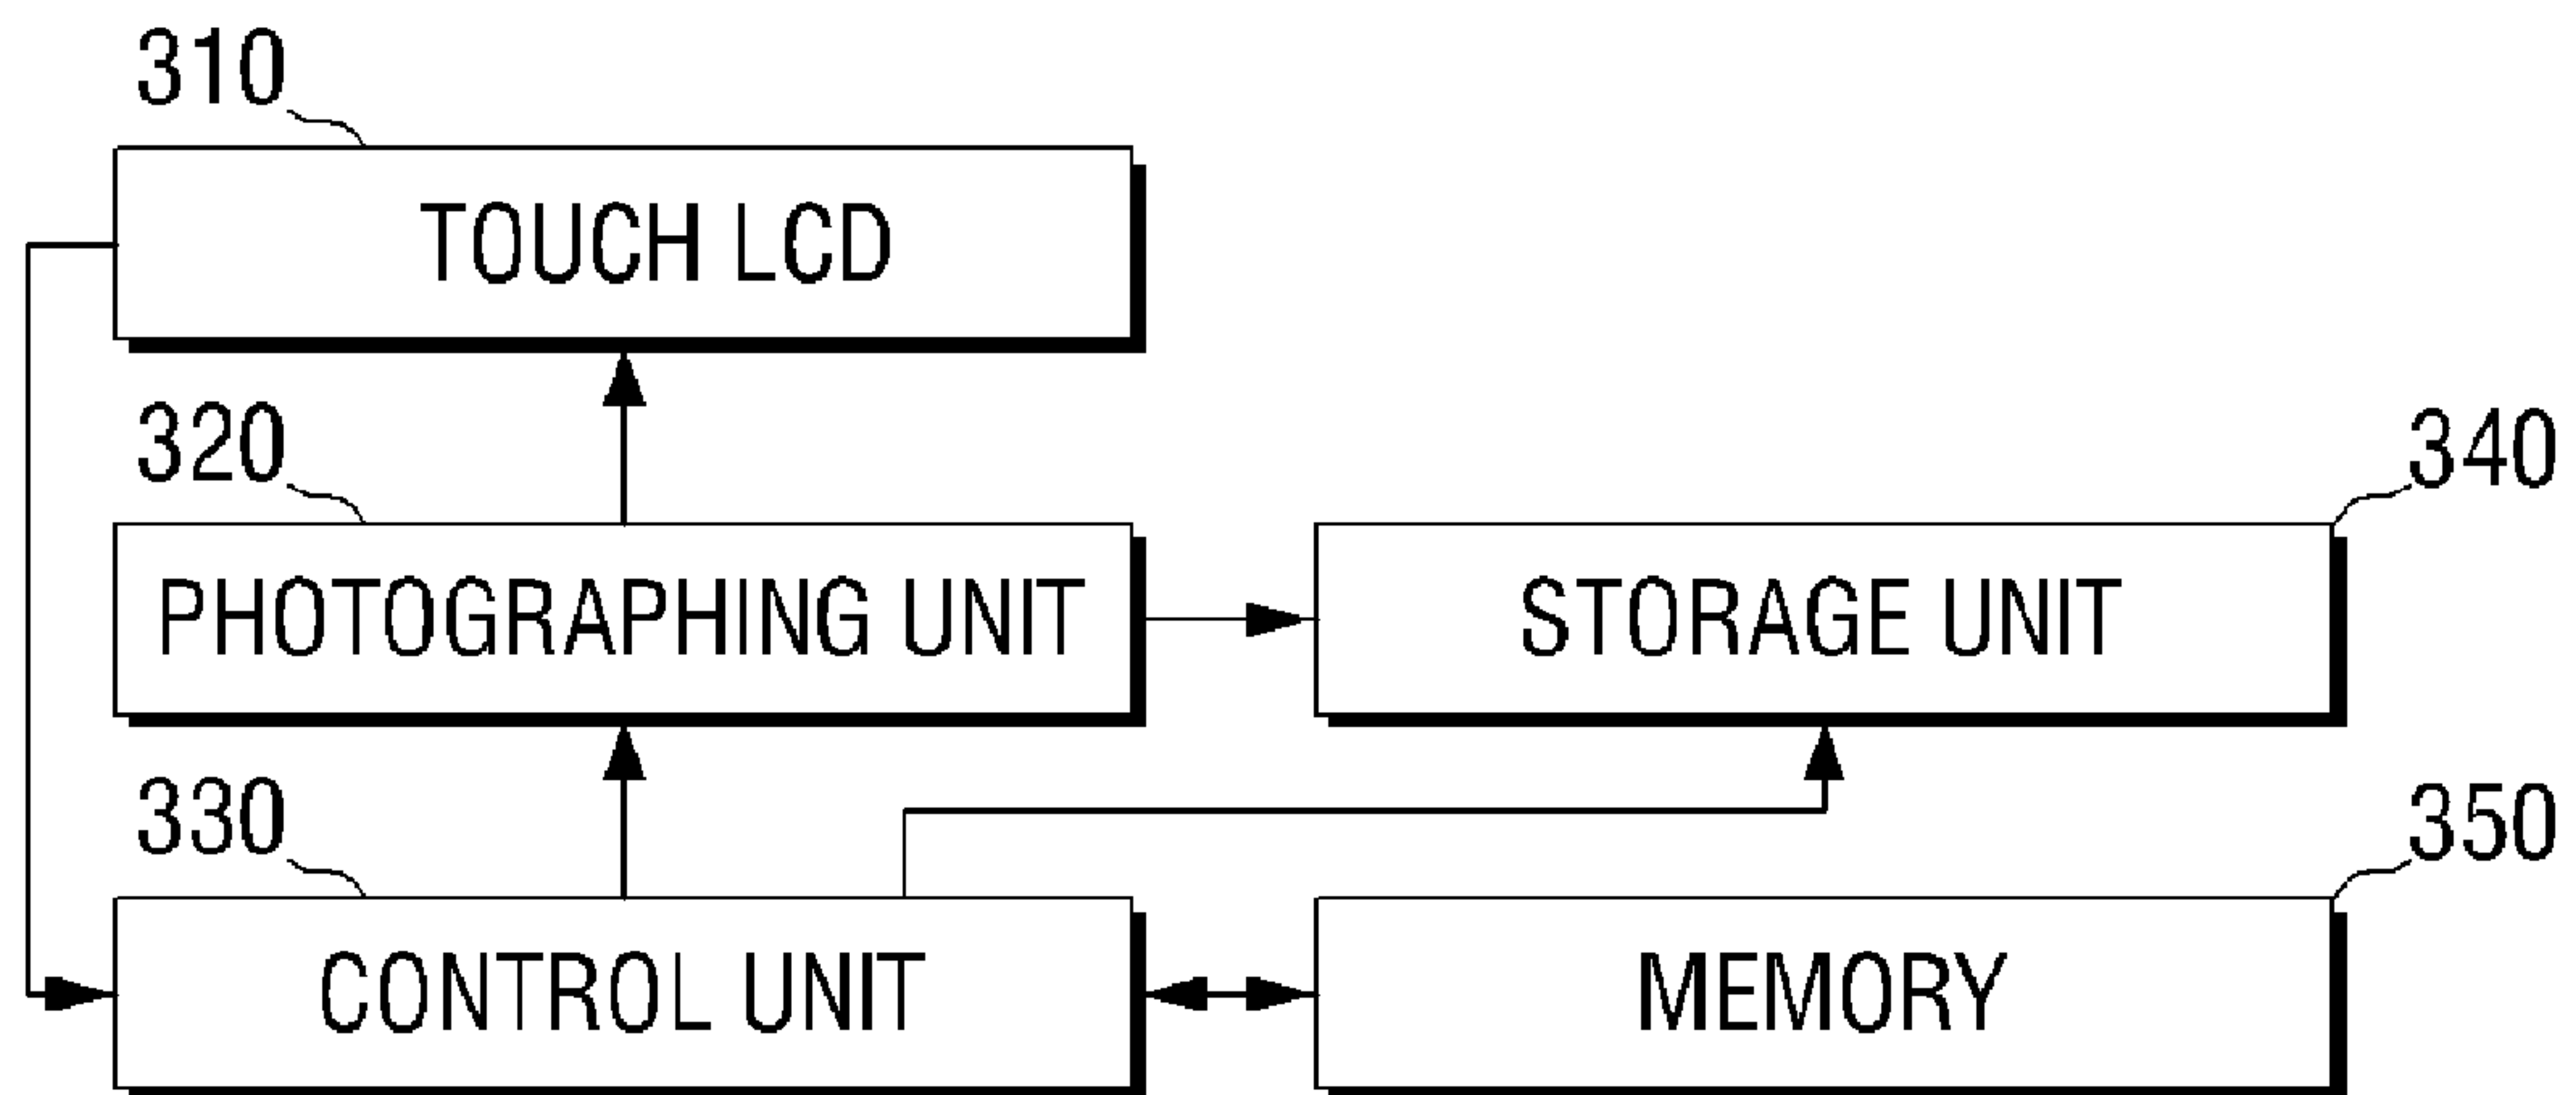 310
TOUCH LCD
320
340
PHOTOGRAPHING UNIT
STORAGE UNIT
330
350
CONTROL UNIT
MEMORY